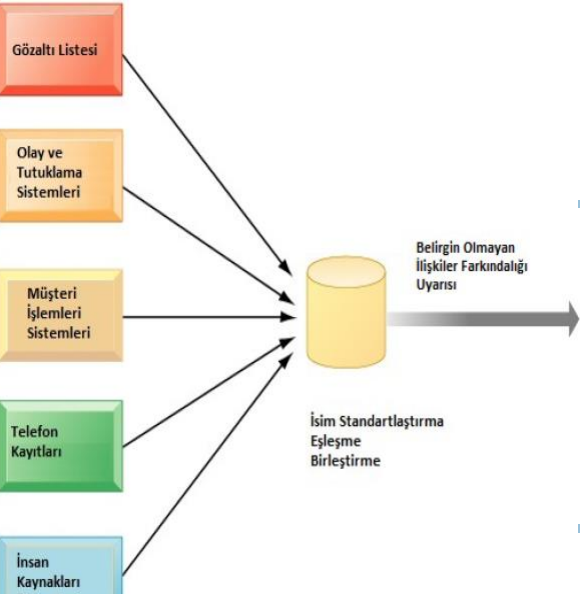 Gözaltı Listesi
Olay ve
Tutuklama
Sistemleri
Müşteri
İşlemleri
Sistemleri
Telefon
Kayıtları
İnsan
Kaynakları
İsim Standartlaştırma
Eşleşme
Birleştirme
Belirgin Olmayan
İlişkiler Farkındalığı
Uyarısı